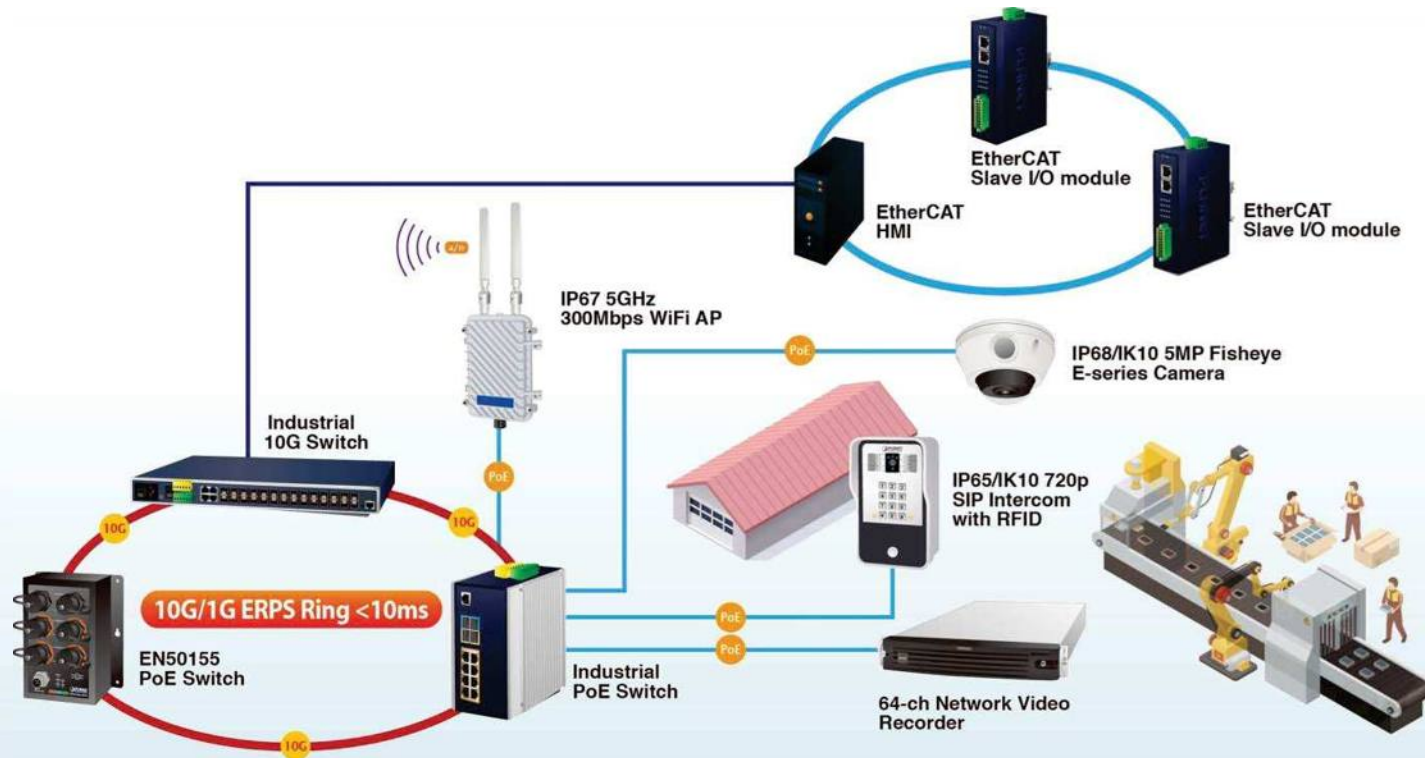 EtherCAT
Slave I/O module
EtherCAT
HMI
EtherCAT
Slave I/O module
IP67 5GHz
300Mbps WiFi AP
PoE
IP68/IK10 5MP Fisheye
E-series Camera
Industrial
10G Switch
PoE
IP65/IK10 720p
SIP Intercom
with RFID
10G
10G
10G/1G ERPS Ring <10ms
EN50155
PoE Switch
Industrial
PoE Switch
PoE
PoE
64-ch Network Video
Recorder
10G